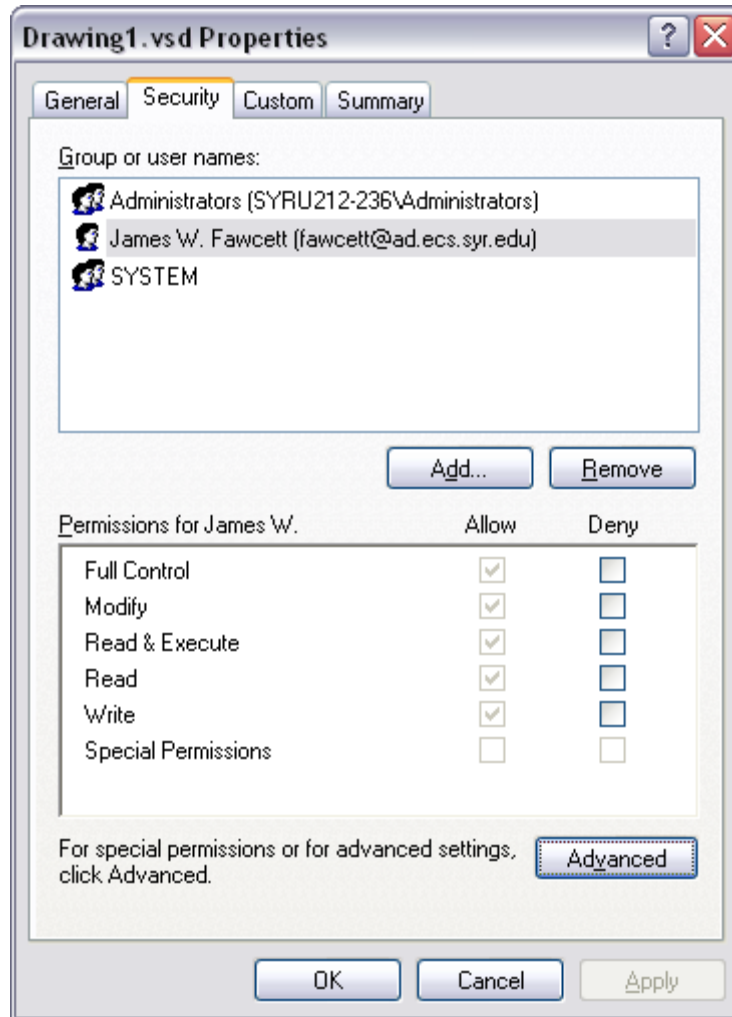 Drawing1.vsd Properties ?
General Security Custom Summary
Group or user names:
Administrators (SYRU212-236\Administrators)
James W. Fawcett (fawcett@ad.ecs.syr.edu)
SYSTEM
Add... Remove
Permissions for James W. Allow Deny
Full Control
Modify
Read & Execute
Read
Write
Special Permissions
For special permissions or for advanced settings,
click Advanced. Advanced
OK Cancel Apply